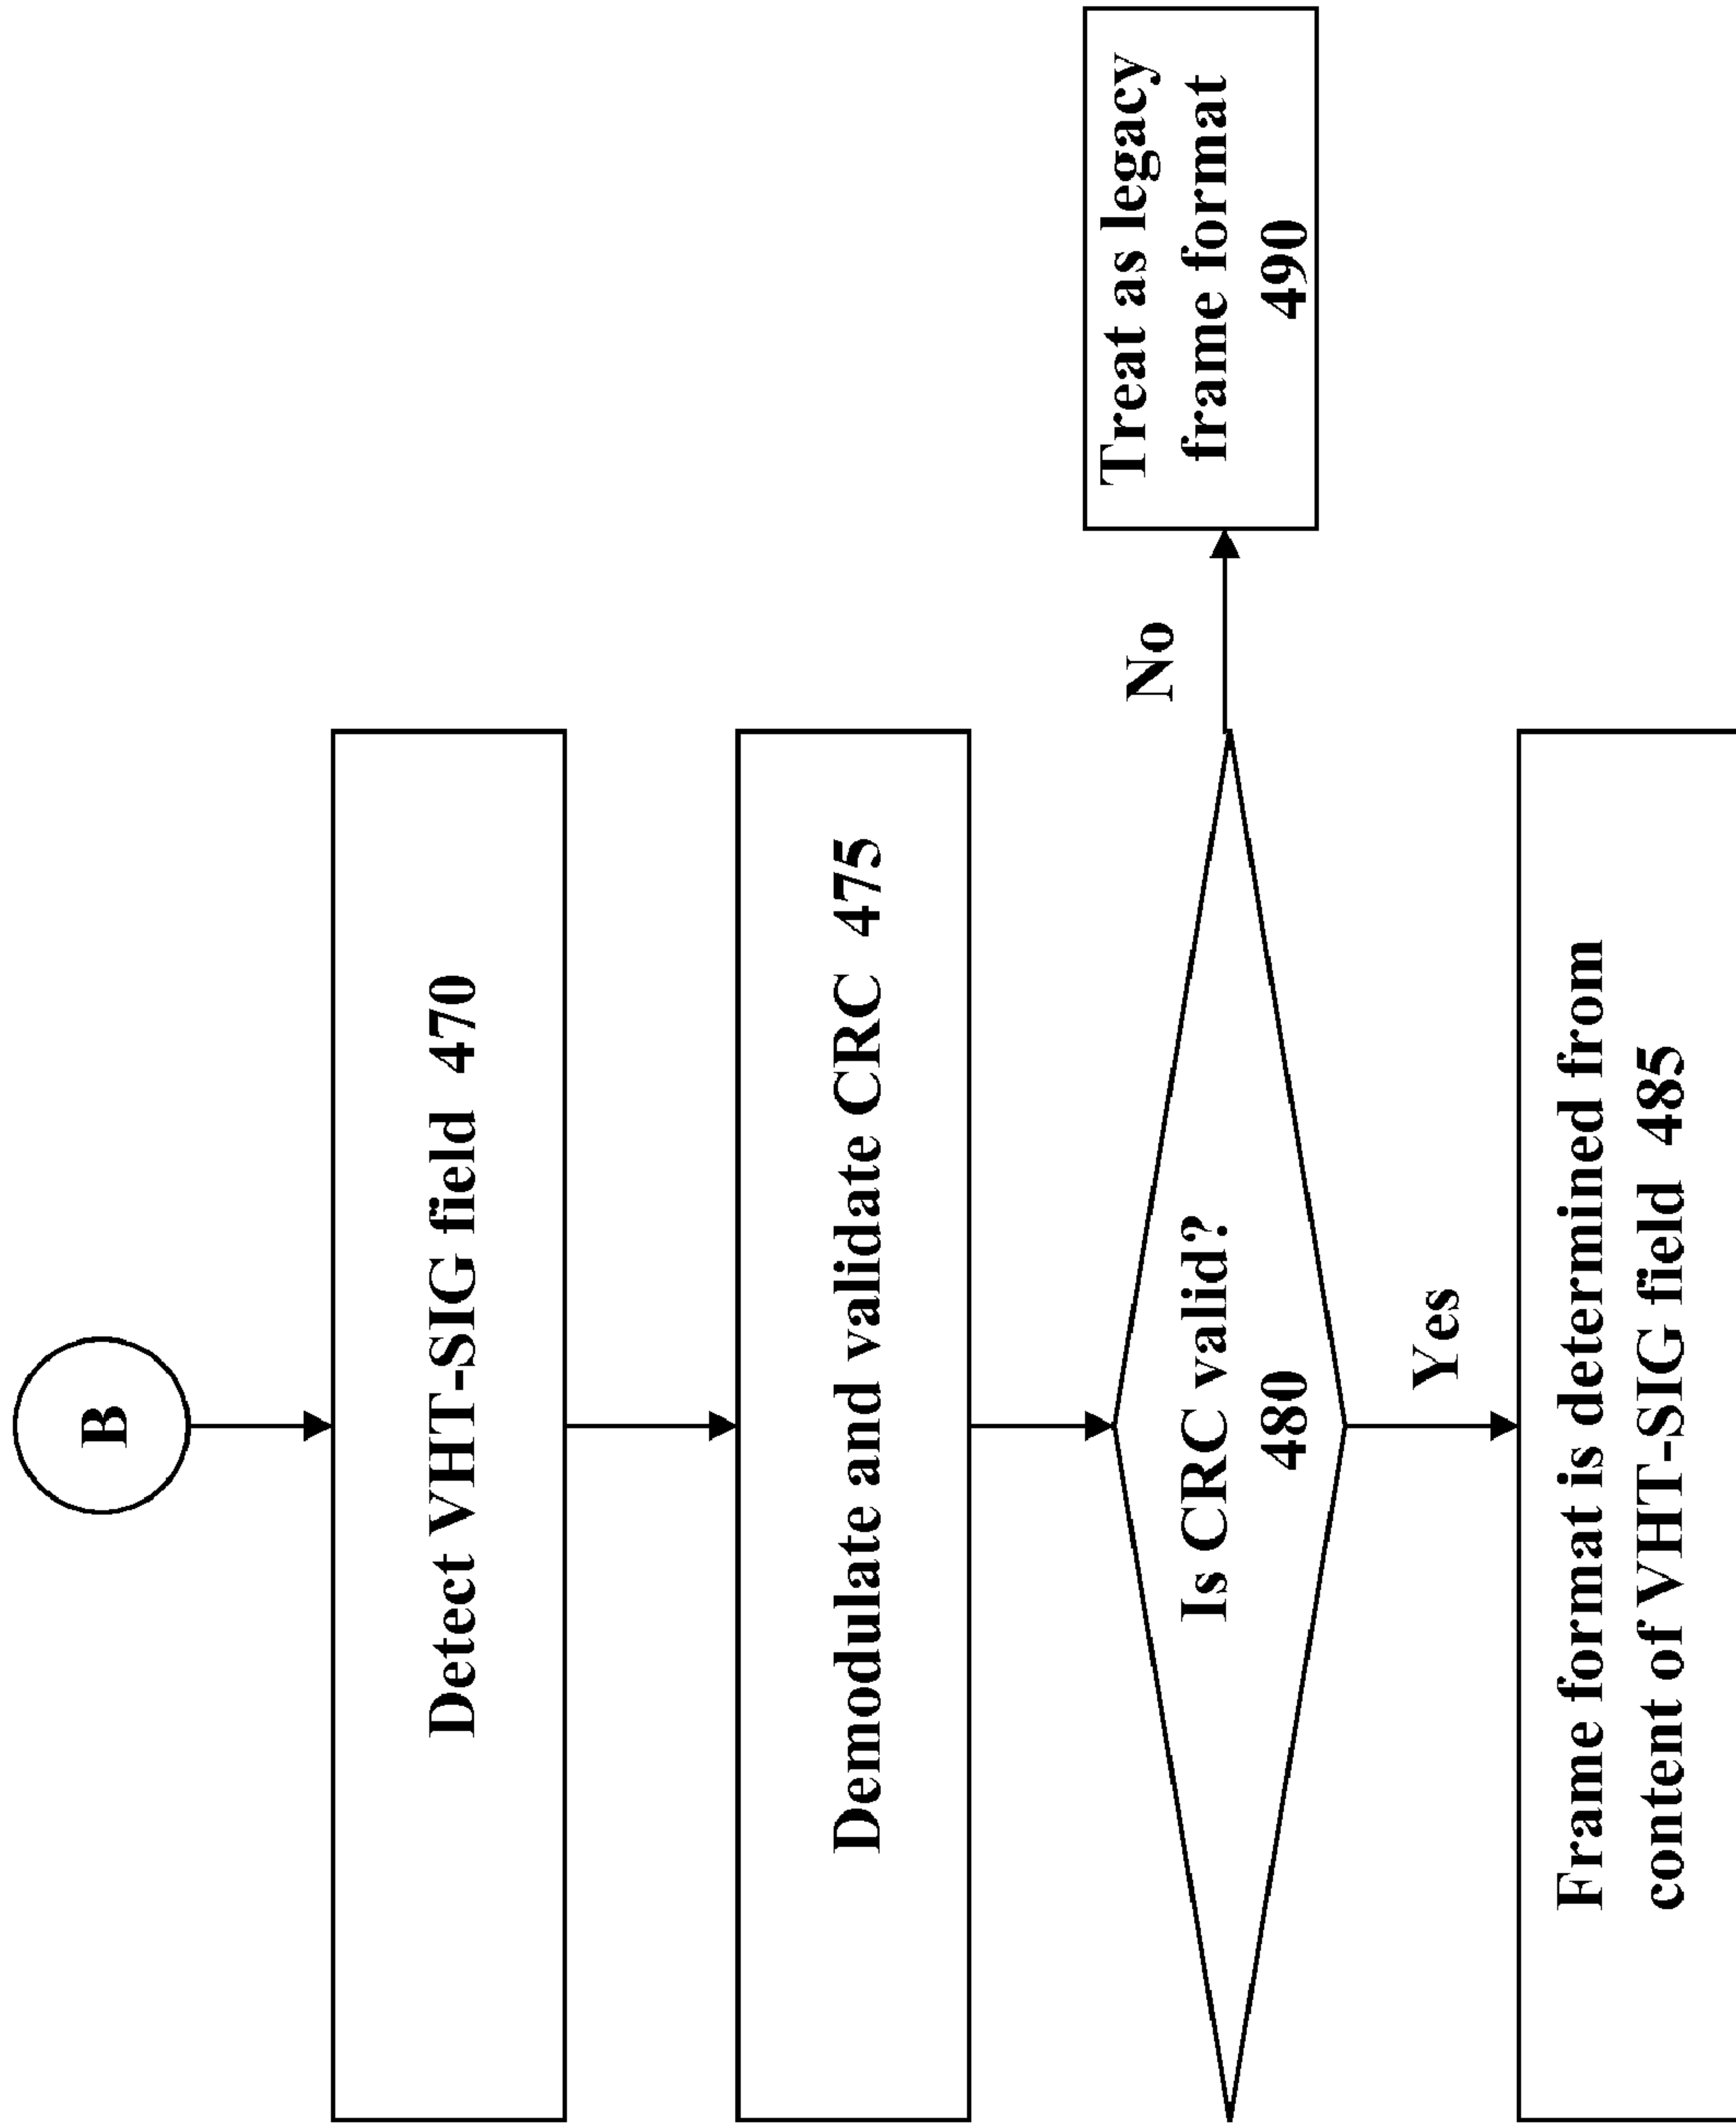 B
Detect VHT-SIG field 470
Demodulate and validate CRC 475
Is CRC valid?
480
No
Treat as legacy
frame format
490
Yes
Frame format is determined from
content of VHT-SIG field 485